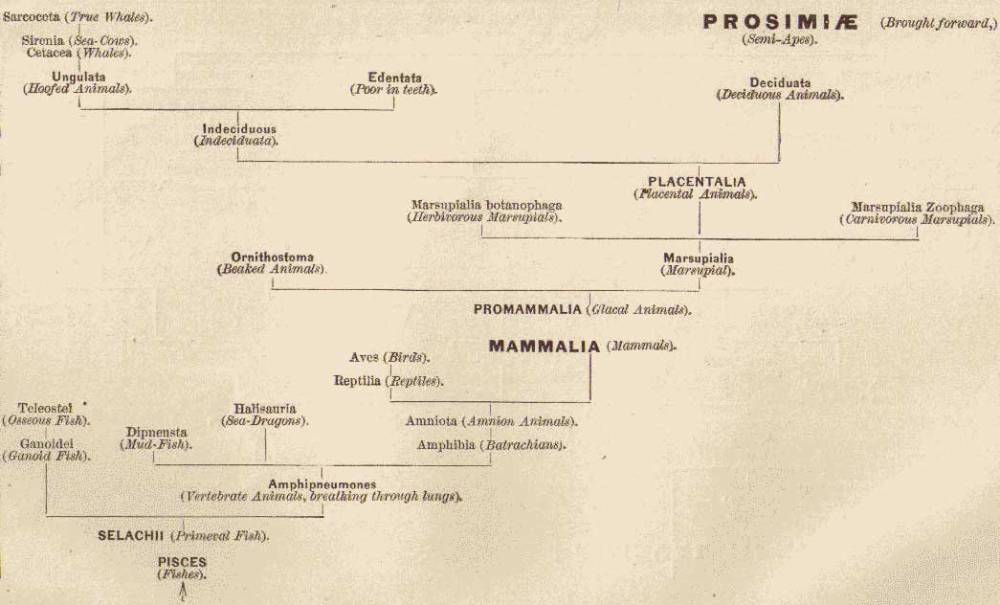 Sarcoceta (True Whales).
PROSIMIÆ (Brought forward,)
(Semi-Apes).
Sirenia (Sea-Cows).
Cetacea (Whales).
Ungulata
(Hoofed Animals).
Edentata
(Poor in teeth).
Deciduata
(Deciduous Animals).
Indeciduous
(Indeciduata).
PLACENTALIA
(Placental Animals).
Marsupialia botanophaga
(Herbivorous Marsupials).
Marsupialia Zoophaga
(Carnivorous Marsupials).
Ornithostoma
(Beaked Animals).
Marsupialia
(Marsupial).
PROMAMMALIA (Glacal Animals).
MAMMALIA (Mammals).
Aves (Birds).
Reptilia (Reptiles).
Teleostei
(Osseous Fish).
Halisauria
(Sea-Dragons).
Amniota (Amnion Animals).
Dipneusta
(Mud-Fish).
Ganoidei
(Ganoid Fish).
Amphibia (Batrachians).
Amphipneumones
(Vertebrate Animals, breathing through lungs).
SELACHII (Primeval Fish).
PISCES
(Fishes).